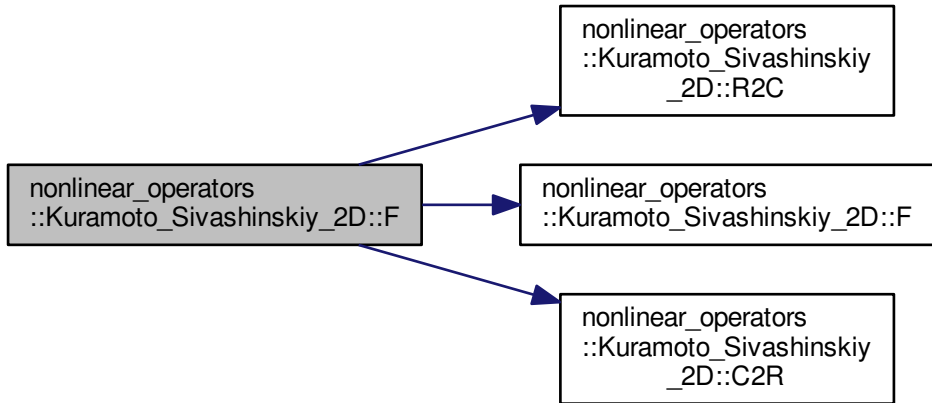 nonlinear_operators
::Kuramoto_Sivashinskiy
_2D::R2C
nonlinear_operators
::Kuramoto_Sivashinskiy_2D::F
nonlinear_operators
::Kuramoto_Sivashinskiy_2D::F
nonlinear_operators
::Kuramoto_Sivashinskiy
_2D::C2R